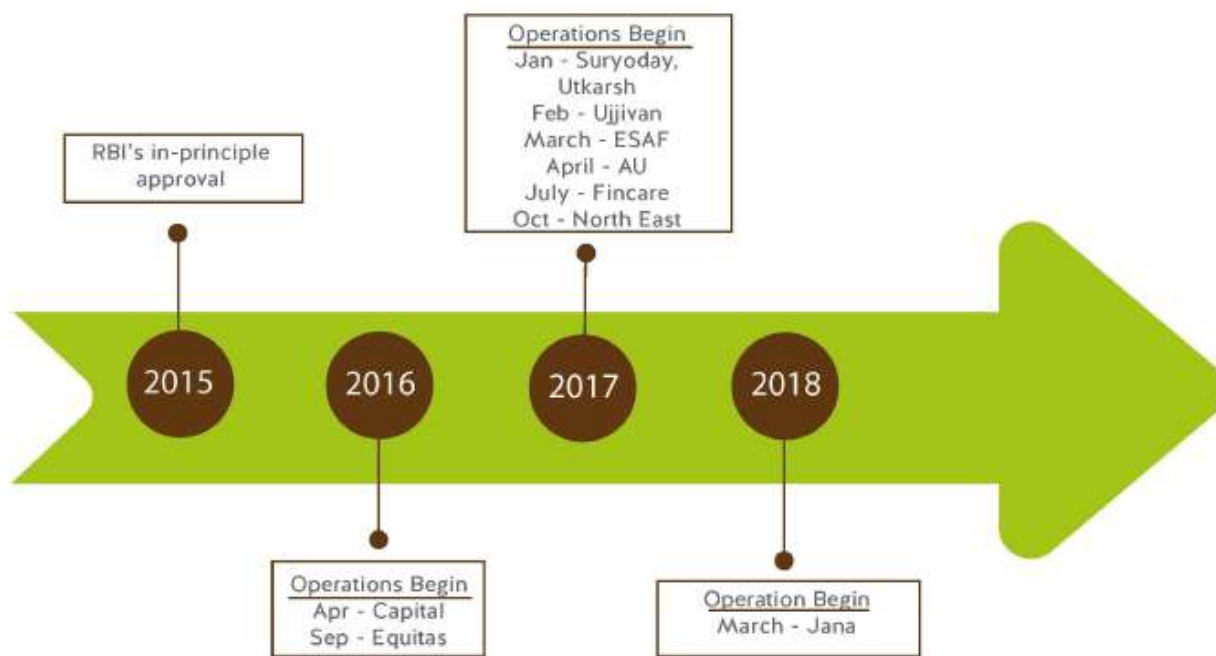 RBI's in-principle
approval
Operations Begin
Jan - Suryoday,
Utkarsh
Feb - Ujjivan
March - ESAF
April - AU
July - Fincare
Oct - North East
2015
2016
2017
2018
Operations Begin
Apr - Capital
Sep - Equitas
Operation Begin
March - Jana